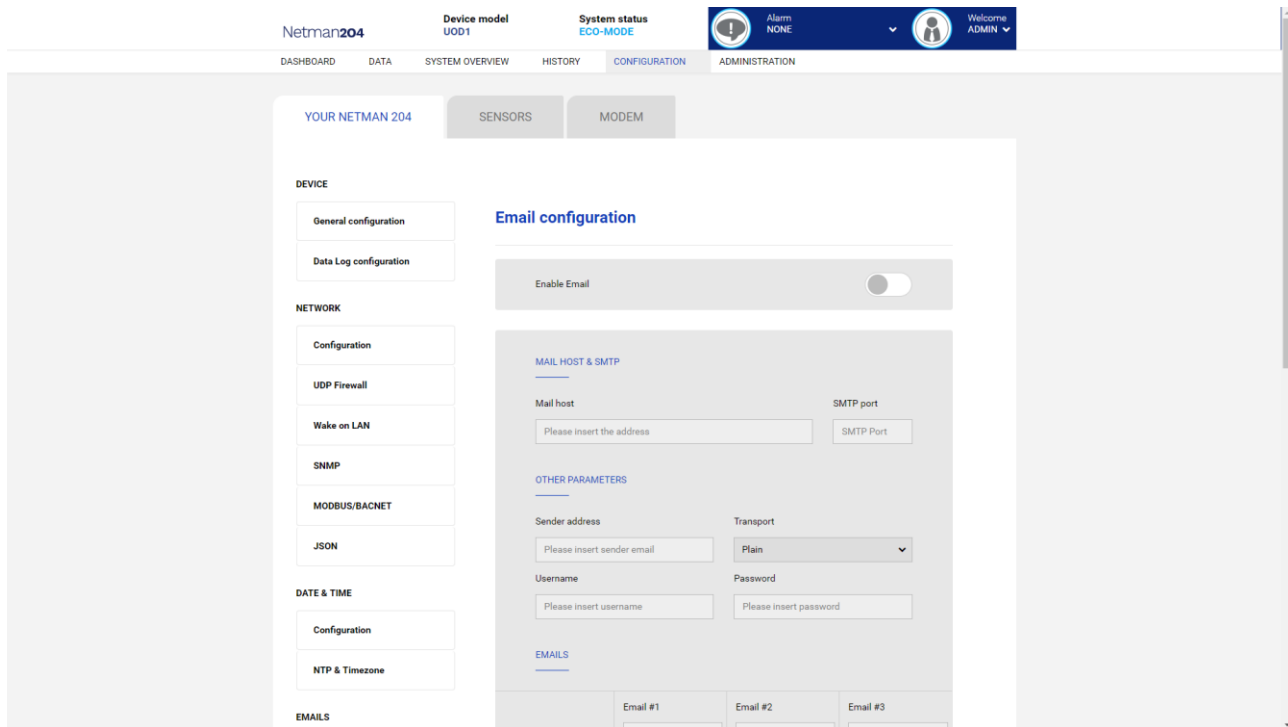 Netman204
Device model
UOD1
System status
ECO-MODE
Alarm
NONE
Welcome
ADMIN
DASHBOARD DATA SYSTEM OVERVIEW HISTORY CONFIGURATION ADMINISTRATION
YOUR NETMAN 204 SENSORS MODEM
DEVICE
General configuration
Data Log configuration
NETWORK
Configuration
UDP Firewall
Wake on LAN
SNMP
MODBUS/BACNET
JSON
DATE & TIME
Configuration
NTP & Timezone
EMAILS
Email configuration
Enable Email
MAIL HOST & SMTP
Mail host SMTP port
Please insert the address SMTP Port
OTHER PARAMETERS
Sender address Transport
Please insert sender email Plain
Username Password
Please insert username Please insert password
EMAILS
Email #1 Email #2 Email #3